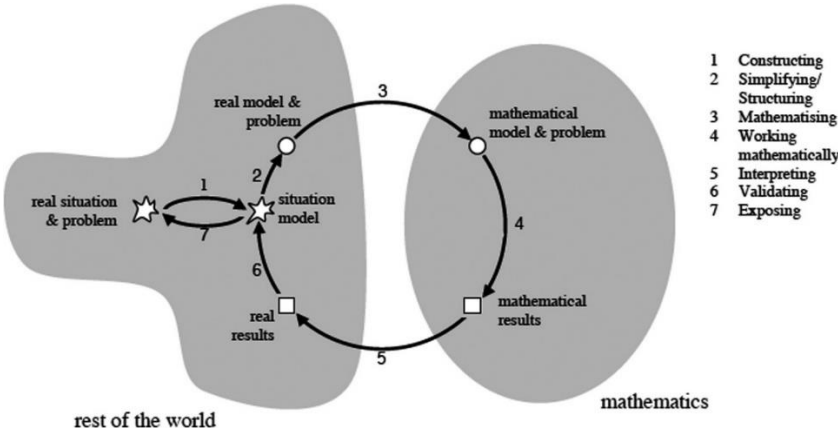 real model &
problem
3
mathematical
model & problem
1
2
real situation
& problem
situation
model
7
4
6
real
results
mathematical
results
5
rest of the world
mathematics
1 Constructing
2 Simplifying/
Structuring
3 Mathematising
4 Working
mathematically
5 Interpreting
6 Validating
7 Exposing